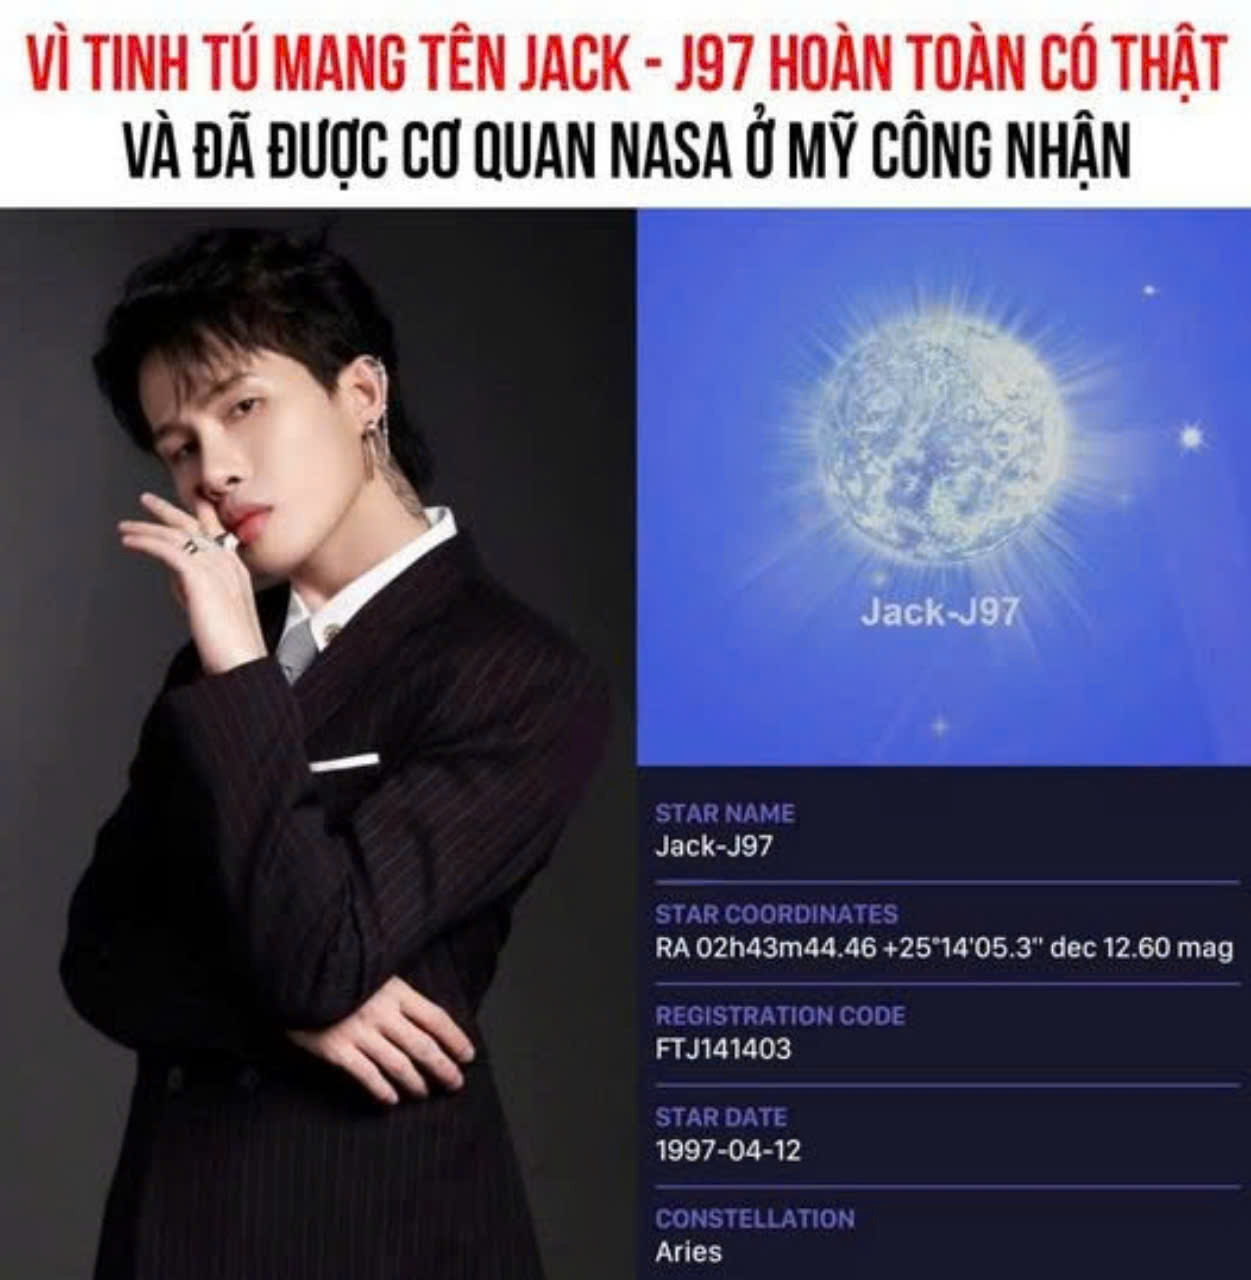 VÌ TINH TÚ MANG TÊN JACK - J97 HOÀN TOÀN CÓ THẬT
VÀ ĐÃ ĐƯỢC CƠ QUAN NASA Ở MỸ CÔNG NHẬN
Jack-J97
STAR NAME
Jack-J97
STAR COORDINATES
RA 02h43m44.46 +25°14'05.3" dec 12.60 mag
REGISTRATION CODE
FTJ141403
STAR DATE
1997-04-12
CONSTELLATION
Aries